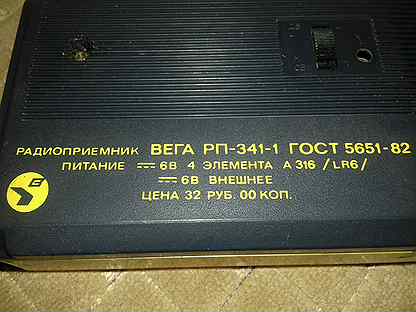 РАДИОПРИЕМНИК ВЕГА РП-341-1 ГОСТ 5651-82
ПИТАНИЕ ⎓ 6В 4 ЭЛЕМЕНТА А 316 /LR6/
⎓ 6В ВНЕШНЕЕ
ЦЕНА 32 РУБ. 00 КОП.